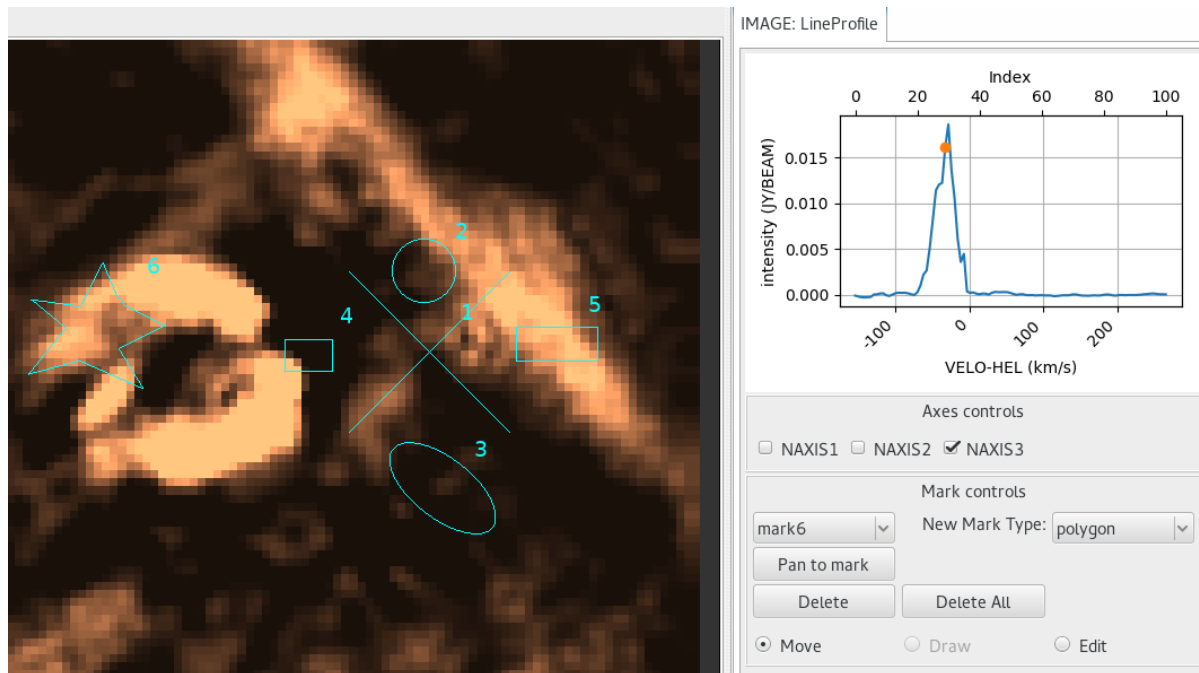 IMAGE: LineProfile
2
6
1
4
5
3
Index
0 20 40 60 80 100
intensity (JY/BEAM)
0.015
0.010
0.005
0.000
-100 0 100 200
VELO-HEL (km/s)
Axes controls
NAXIS1 NAXIS2 NAXIS3
Mark controls
mark6 New Mark Type: polygon
Pan to mark
Delete Delete All
Move Draw Edit